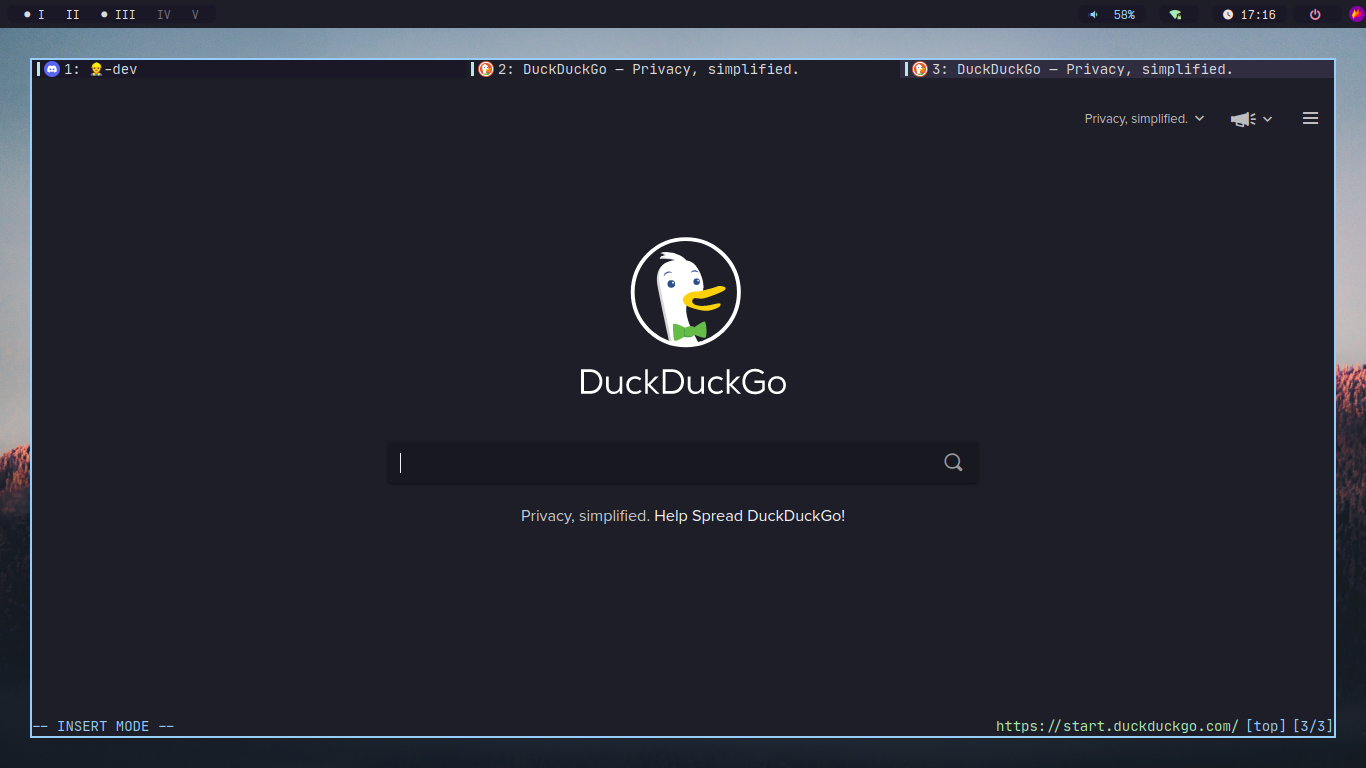 I II III IV V 58% 17:16
1: 👷-dev 2: DuckDuckGo — Privacy, simplified. 3: DuckDuckGo — Privacy, simplified.
Privacy, simplified.
DuckDuckGo
Privacy, simplified. Help Spread DuckDuckGo!
-- INSERT MODE -- https://start.duckduckgo.com/ [top] [3/3]